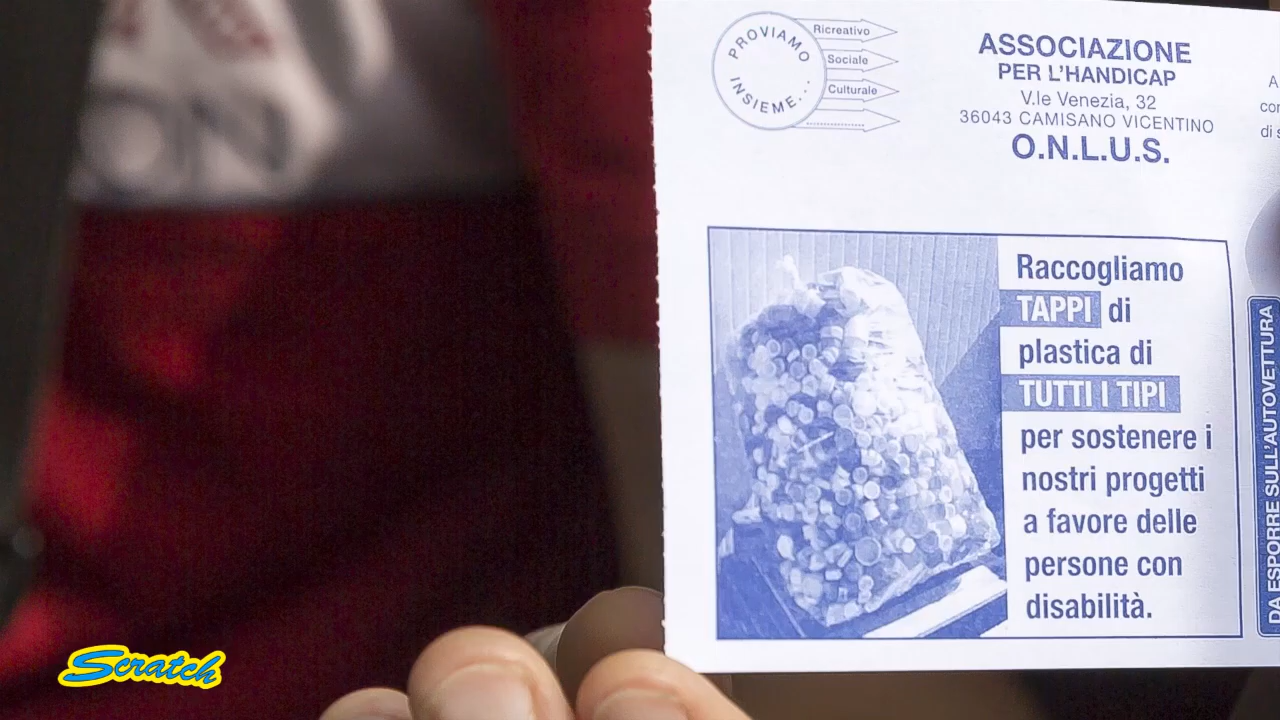 PROVIAMO
INSIEME...
Ricreativo
Sociale
Culturale
ASSOCIAZIONE
PER L'HANDICAP
V.le Venezia, 32
36043 CAMISANO VICENTINO
O.N.L.U.S.
Raccogliamo
TAPPI di
plastica di
TUTTI I TIPI
per sostenere i
nostri progetti
a favore delle
persone con
disabilità.
DA ESPORRE SULL'AUTOVETTURA
Scratch